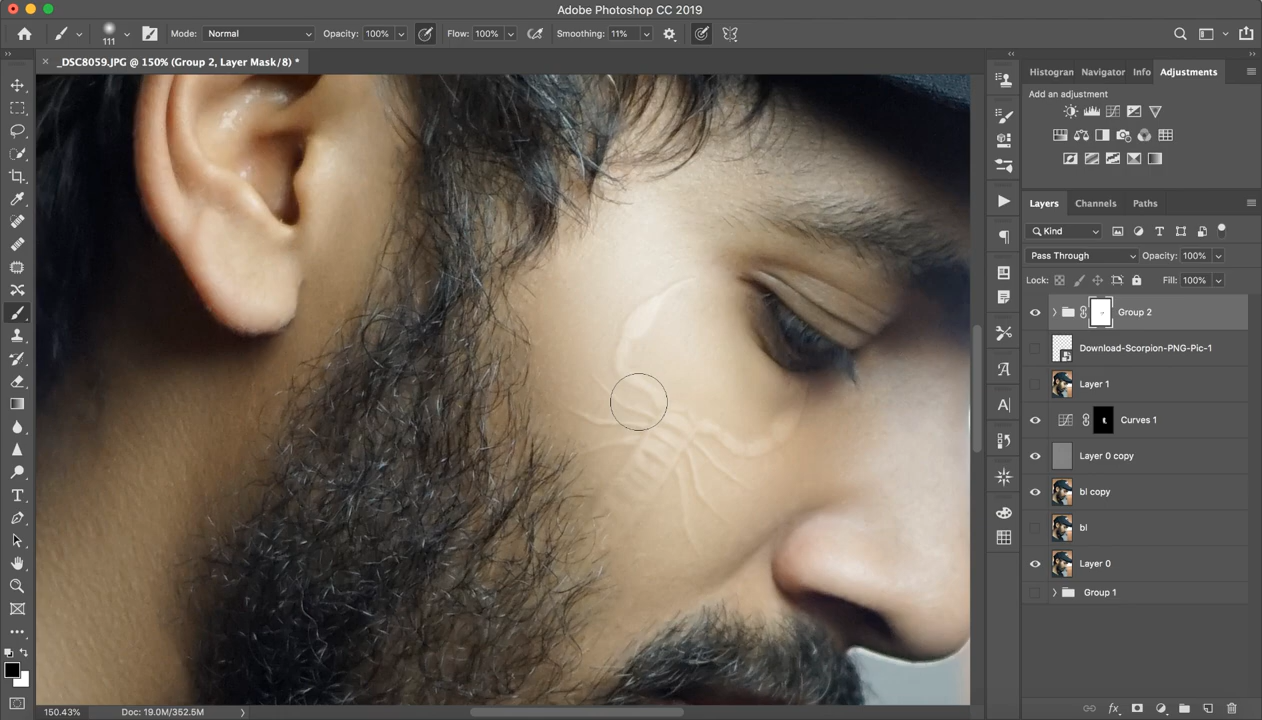 Adobe Photoshop CC 2019
111
Mode: Normal
Opacity: 100%
Flow: 100%
Smoothing: 11%
_DSC8059.JPG @ 150% (Group 2, Layer Mask/8) *
Histogran
Navigator
Info
Adjustments
Add an adjustment
Layers
Channels
Paths
Kind
Pass Through
Opacity: 100%
Lock:
Fill: 100%
Group 2
Download-Scorpion-PNG-Pic-1
Layer 1
Curves 1
Layer 0 copy
bl copy
bl
Layer 0
Group 1
150.43%
Doc: 19.0M/352.5M